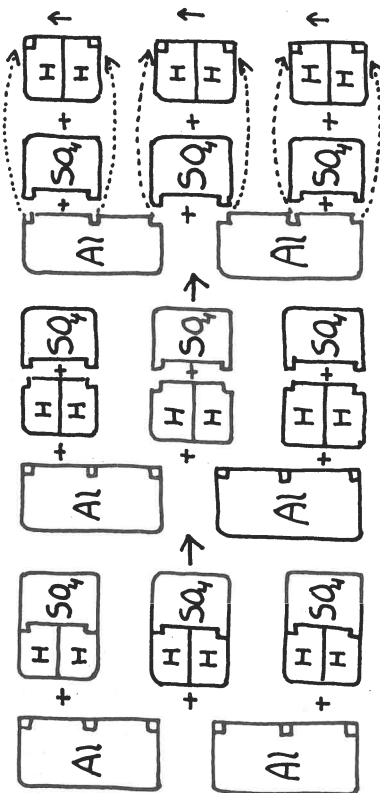 Al + H H SO₄ Al + H H + SO₄ Al + SO₄ + H H ↑
Al + H H SO₄ → Al + H H + SO₄ → Al + SO₄ + H H ↑
+ H H SO₄ + H H + SO₄ + SO₄ + H H ↑